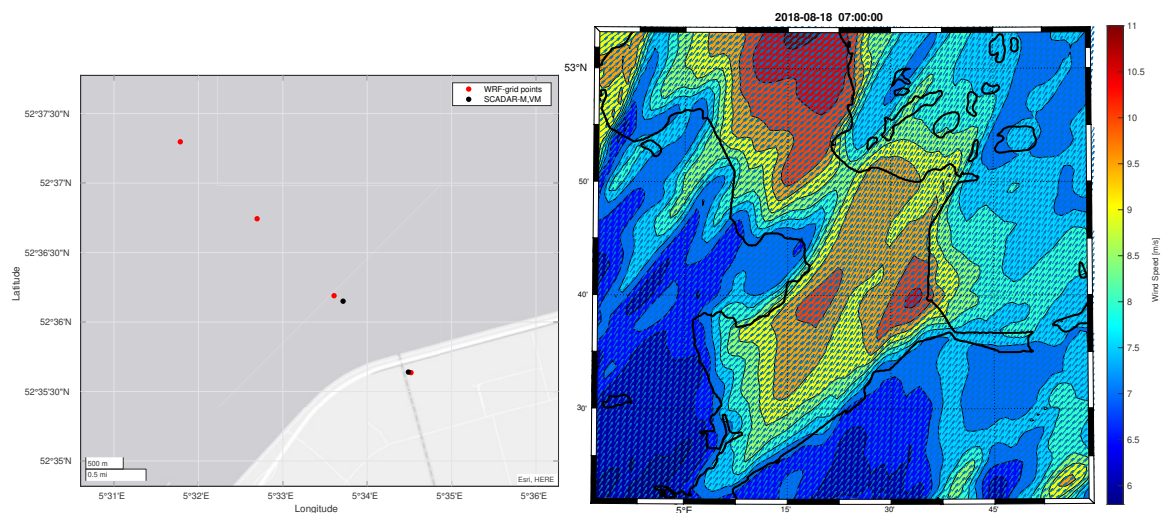 WRF-grid points
SCADAR-M,VM
52°37'30"N
52°37'N
52°36'30"N
52°36'N
52°35'30"N
52°35'N
Latitude
500 m
0.5 mi
Esri, HERE
5°31'E
5°32'E
5°33'E
5°34'E
5°35'E
5°36'E
Longitude
2018-08-18 07:00:00
53°N
50'
40'
30'
5°E
15'
30'
45'
11
10.5
10
9.5
9
8.5
8
7.5
7
6.5
6
Wind Speed [m/s]